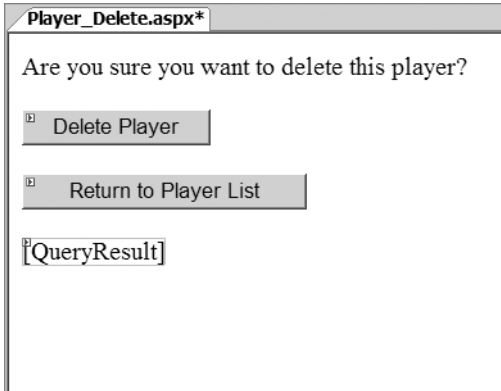 Player_Delete.aspx*
Are you sure you want to delete this player?
Delete Player
Return to Player List
[QueryResult]